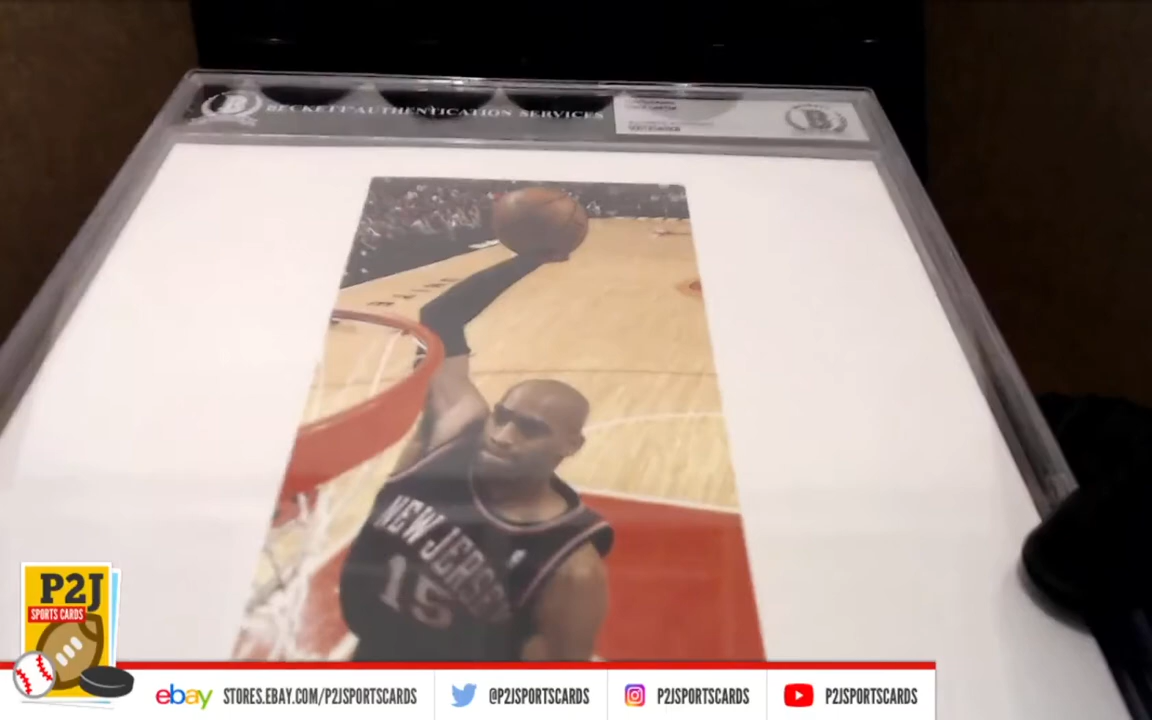 BECKETT AUTHENTICATION SERVICES
B
B
NEW JERSEY
15
P2J
SPORTS CARDS
ebay STORES.EBAY.COM/P2JSPORTSCARDS
@P2JSPORTSCARDS
P2JSPORTSCARDS
P2JSPORTSCARDS